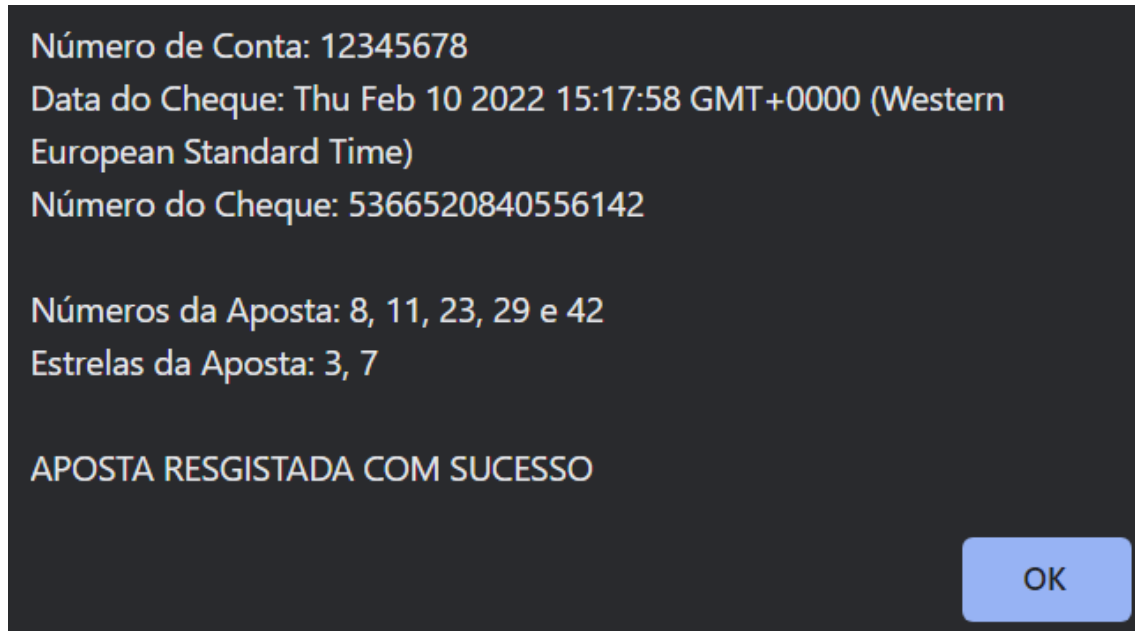 Número de Conta: 12345678
Data do Cheque: Thu Feb 10 2022 15:17:58 GMT+0000 (Western
European Standard Time)
Número do Cheque: 5366520840556142
Números da Aposta: 8, 11, 23, 29 e 42
Estrelas da Aposta: 3, 7
APOSTA RESGISTADA COM SUCESSO
OK